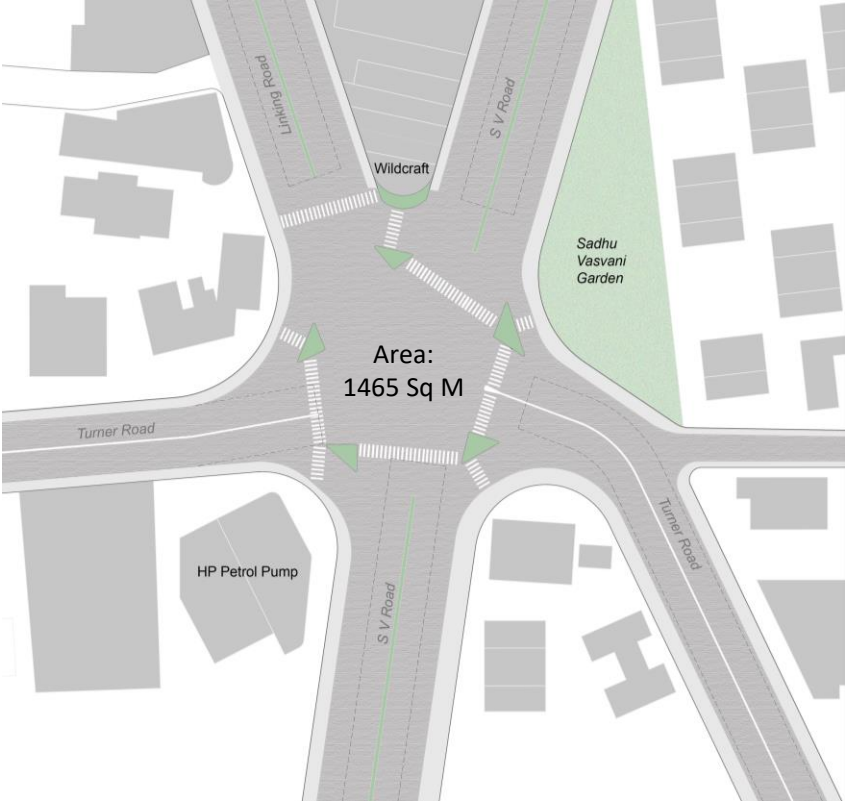 Linking Road
S V Road
Wildcraft
Sadhu
Vasvani
Garden
Area:
1465 Sq M
Turner Road
Turner Road
HP Petrol Pump
S V Road